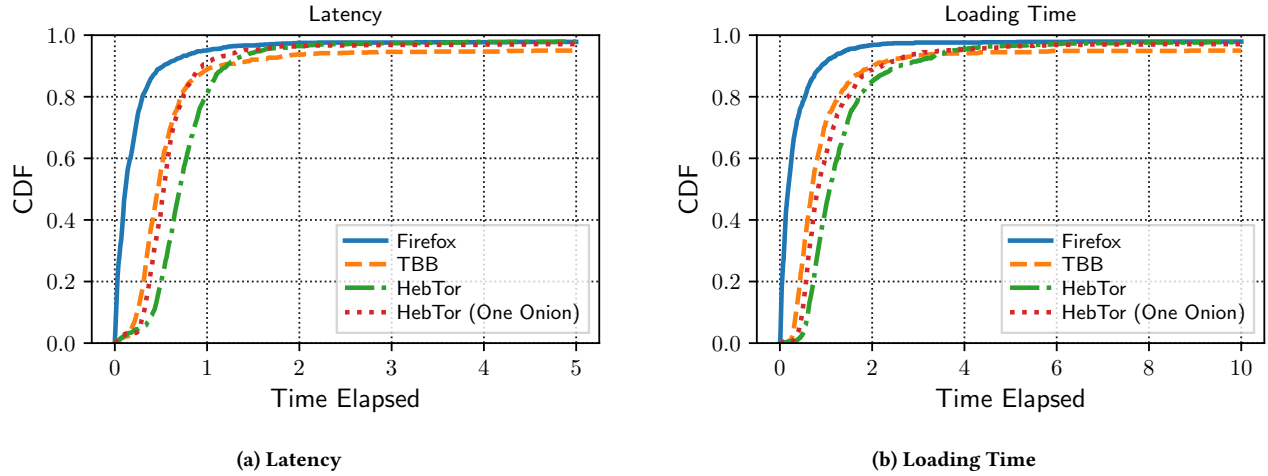 Latency
1.0
0.8
0.6
0.4
0.2
0.0
CDF
0 1 2 3 4 5
Time Elapsed
Firefox
TBB
HebTor
HebTor (One Onion)
(a) Latency
Loading Time
1.0
0.8
0.6
0.4
0.2
0.0
CDF
0 2 4 6 8 10
Time Elapsed
Firefox
TBB
HebTor
HebTor (One Onion)
(b) Loading Time